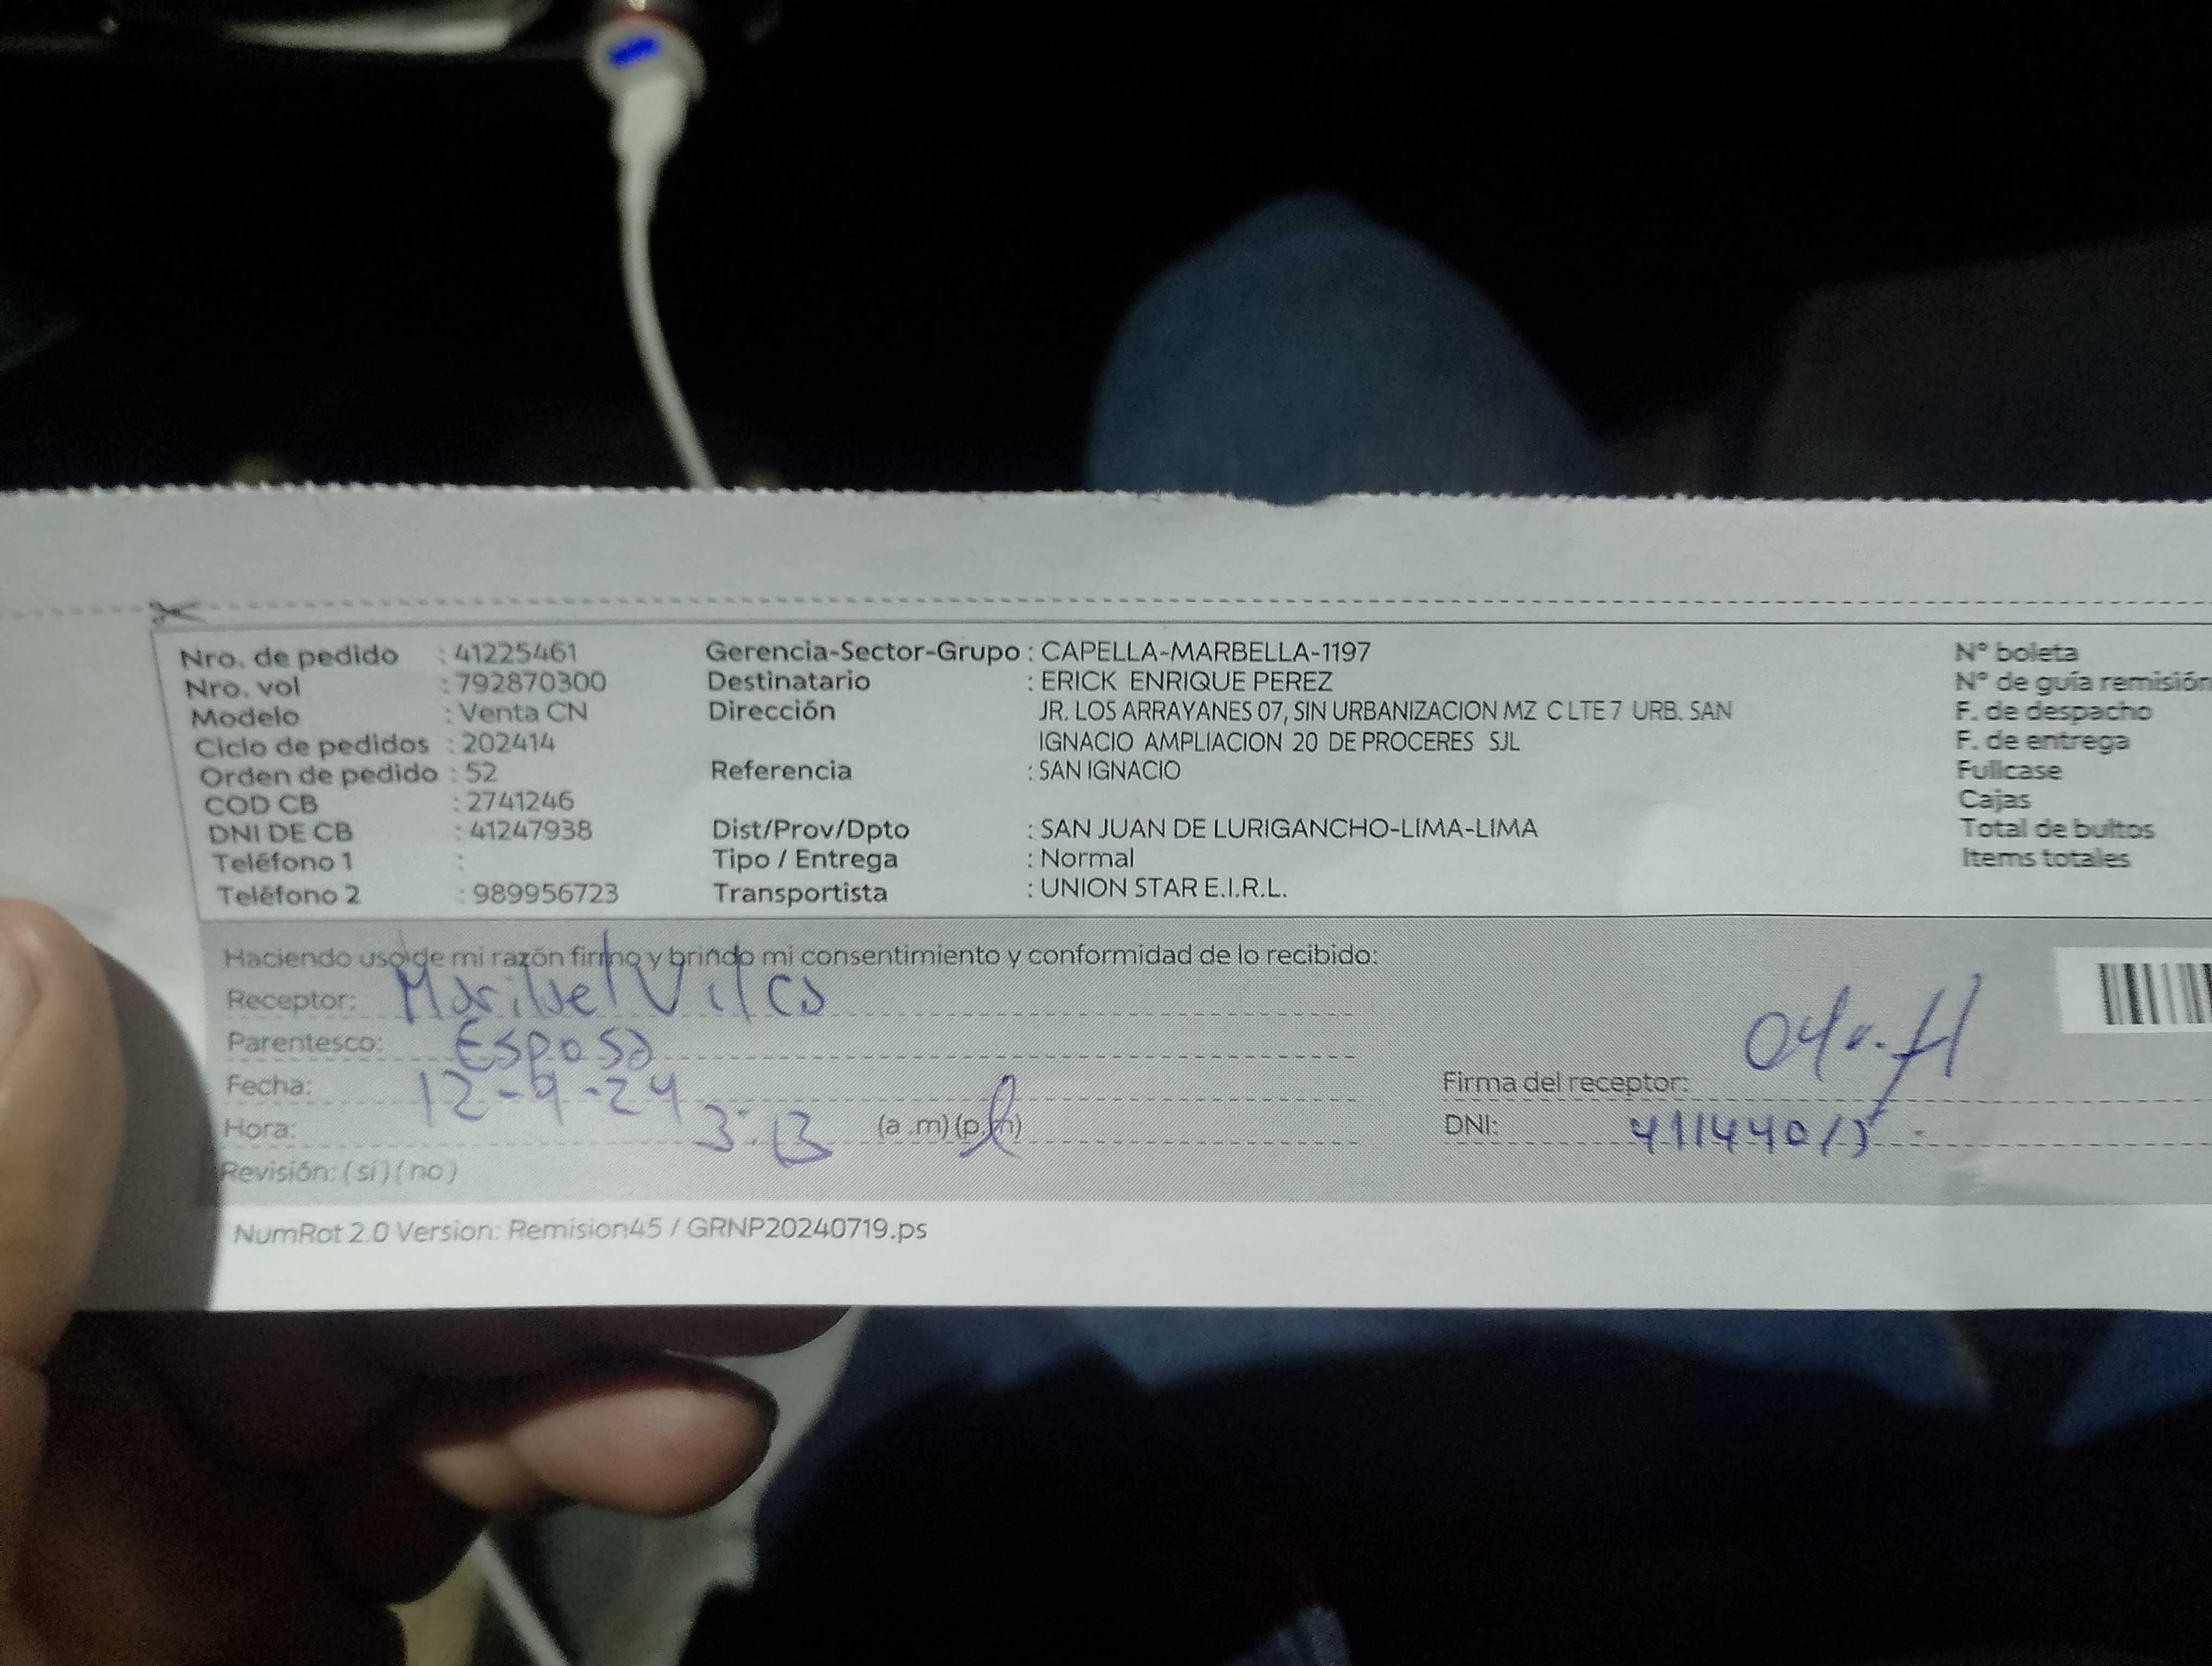 Nro. de pedido : 41225461
Nro. vol : 792870300
Modelo : Venta CN
Ciclo de pedidos : 202414
Orden de pedido : 52
COD CB : 2741246
DNI DE CB : 41247938
Teléfono 1 :
Teléfono 2 : 989956723
Gerencia-Sector-Grupo : CAPELLA-MARBELLA-1197
Destinatario : ERICK ENRIQUE PEREZ
Dirección JR. LOS ARRAYANES 07, SIN URBANIZACION MZ C LTE 7 URB. SAN
IGNACIO AMPLIACION 20 DE PROCERES SJL
Referencia : SAN IGNACIO
Dist/Prov/Dpto : SAN JUAN DE LURIGANCHO-LIMA-LIMA
Tipo / Entrega : Normal
Transportista : UNION STAR E.I.R.L.
N° boleta
N° de guía remisión
F. de despacho
F. de entrega
Fullcase
Cajas
Total de bultos
Items totales
Haciendo uso de mi razón firmo y brindo mi consentimiento y conformidad de lo recibido:
Receptor: Maribel Vilca
Parentesco: Esposa
Fecha: 12-9-24
Hora: 3:13 (a.m) (p.m)
Revisión: (si) (no)
Firma del receptor:
DNI:
NumRot 2.0 Version: Remision45 / GRNP20240719.ps